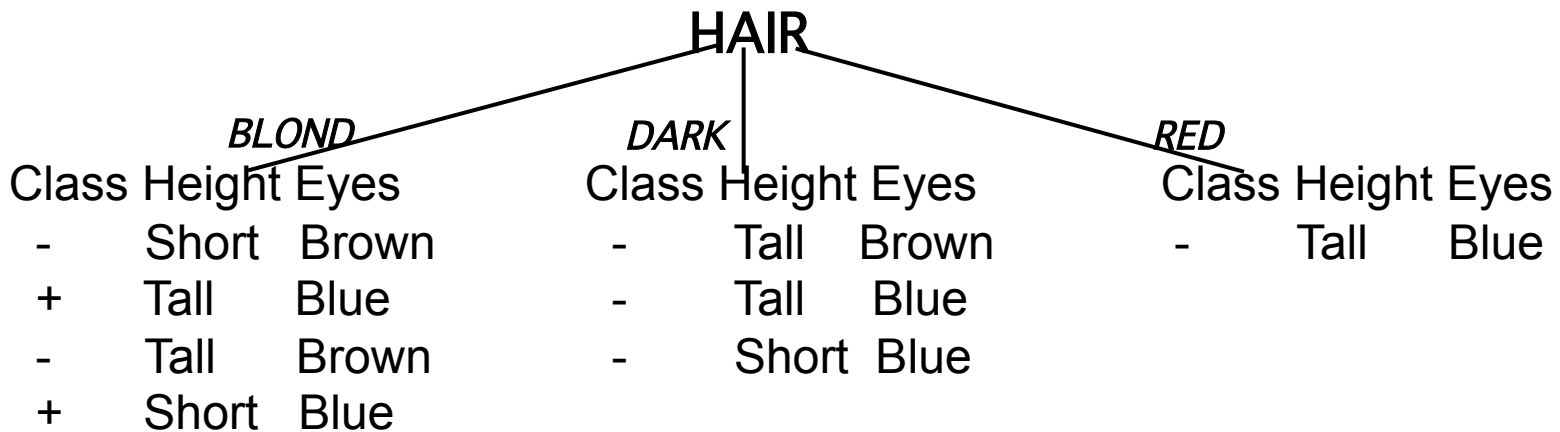 HAIR
BLOND DARK RED
Class Height Eyes Class Height Eyes Class Height Eyes
- Short Brown - Tall Brown - Tall Blue
+ Tall Blue - Tall Blue
- Tall Brown - Short Blue
+ Short Blue